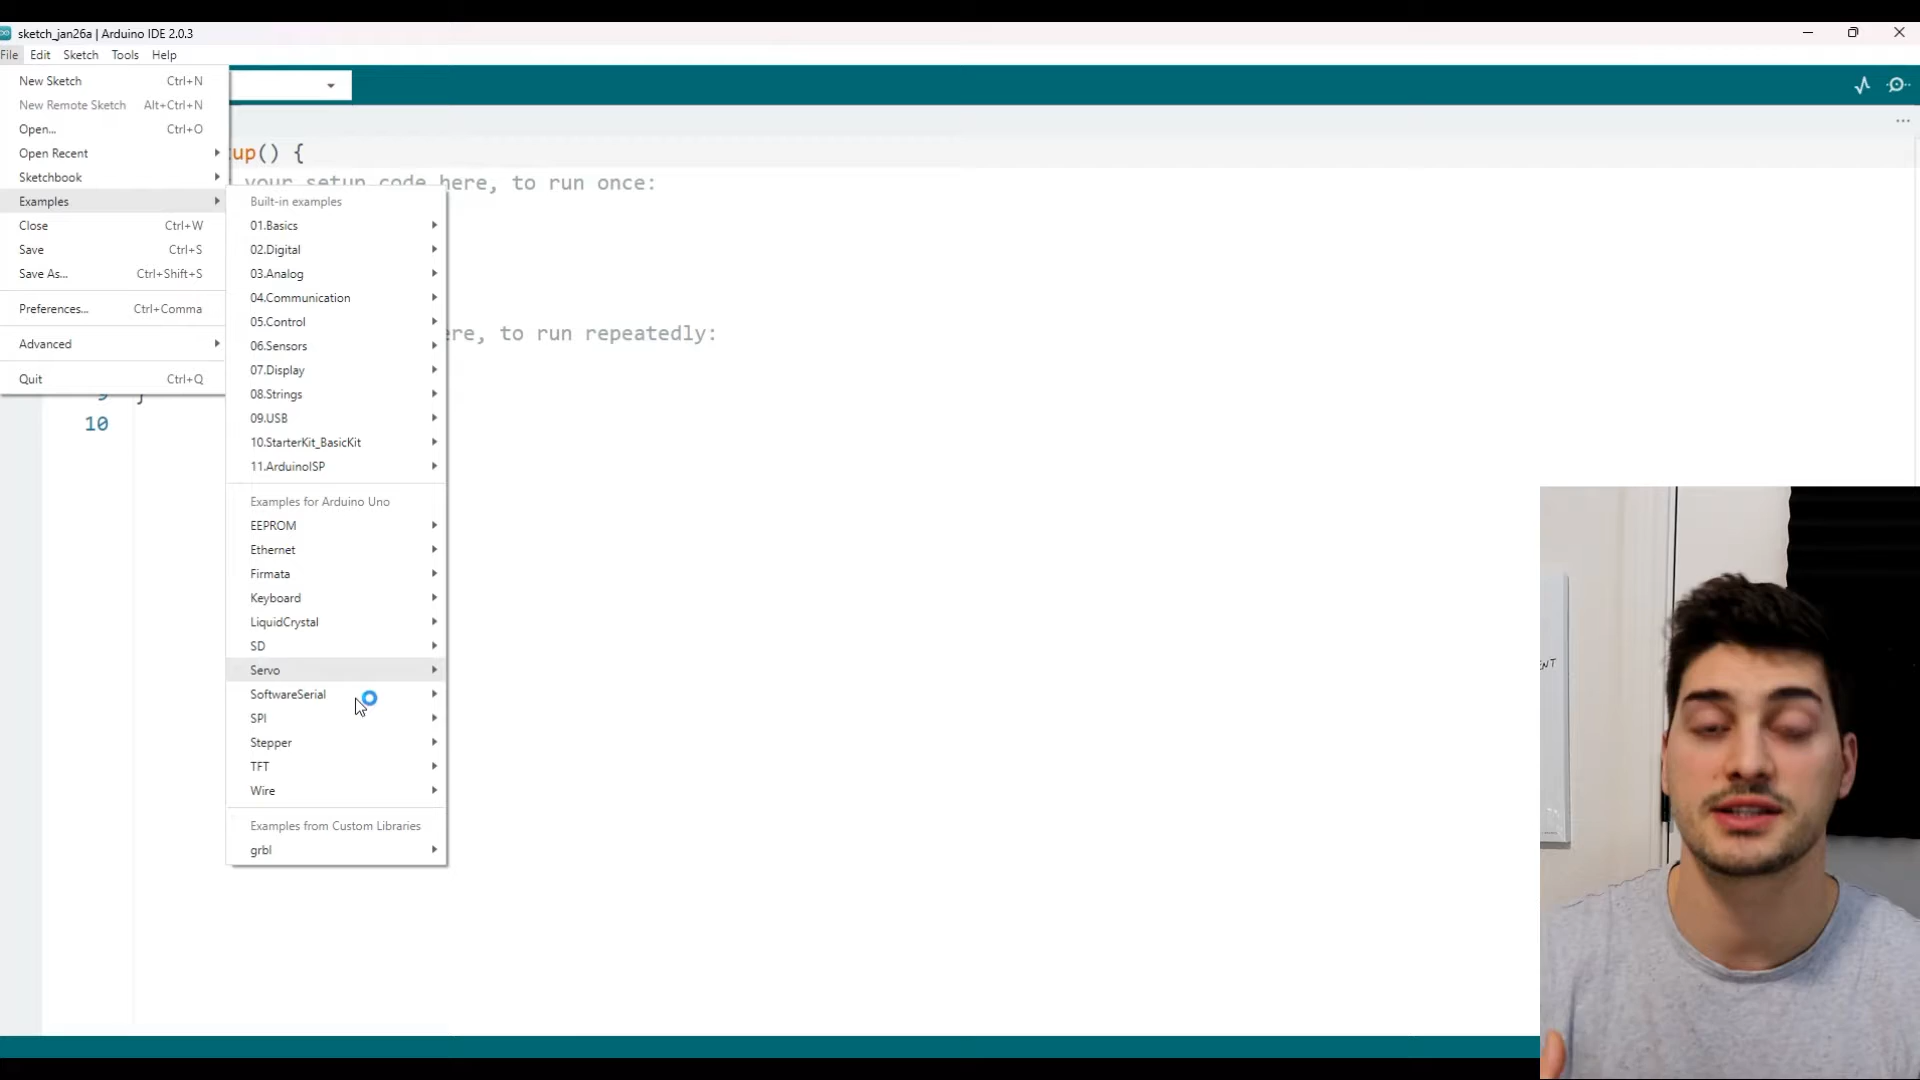 sketch_jan26a | Arduino IDE 2.0.3
File Edit Sketch Tools Help
New Sketch Ctrl+N
New Remote Sketch Alt+Ctrl+N
Open... Ctrl+O
Open Recent
Sketchbook
Examples
Close Ctrl+W
Save Ctrl+S
Save As... Ctrl+Shift+S
Preferences... Ctrl+Comma
Advanced
Quit Ctrl+Q
Built-in examples
01.Basics
02.Digital
03.Analog
04.Communication
05.Control
06.Sensors
07.Display
08.Strings
09.USB
10.StarterKit_BasicKit
11.ArduinoISP
Examples for Arduino Uno
EEPROM
Ethernet
Firmata
Keyboard
LiquidCrystal
SD
Servo
SoftwareSerial
SPI
Stepper
TFT
Wire
Examples from Custom Libraries
grbl
up() {
your setup code here, to run once:
re, to run repeatedly:
9 }
10
NT